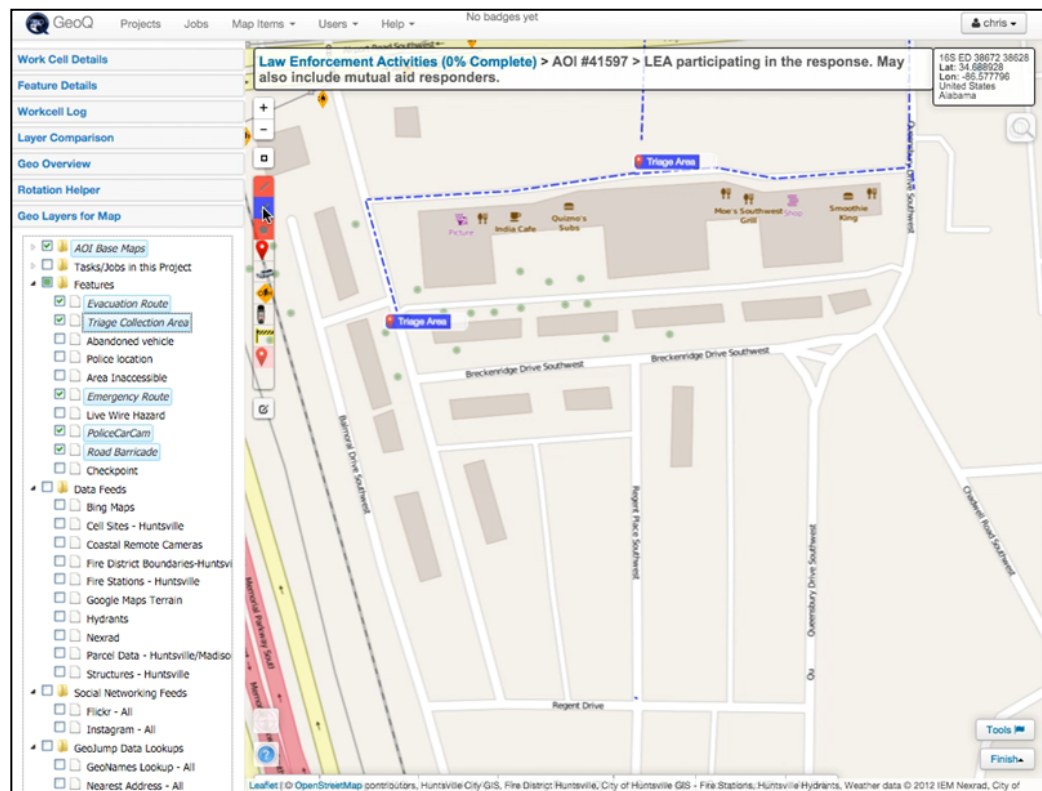 GeoQ Projects Jobs Map Items Users Help No badges yet chris
Work Cell Details
Feature Details
Workcell Log
Layer Comparison
Geo Overview
Rotation Helper
Geo Layers for Map
AOI Base Maps
Tasks/Jobs in this Project
Features
Evacuation Route
Triage Collection Area
Abandoned vehicle
Police location
Area Inaccessible
Emergency Route
Live Wire Hazard
PoliceCarCam
Road Barricade
Checkpoint
Data Feeds
Bing Maps
Cell Sites - Huntsville
Coastal Remote Cameras
Fire District Boundaries-Huntsvi
Fire Stations - Huntsville
Google Maps Terrain
Hydrants
Nexrad
Parcel Data - Huntsville/Madiso
Structures - Huntsville
Social Networking Feeds
Flickr - All
Instagram - All
GeoJump Data Lookups
GeoNames Lookup - All
Nearest Address - All
Road Southwest
Law Enforcement Activities (0% Complete) > AOI #41597 > LEA participating in the response. May
also include mutual aid responders.
16S ED 38672 38628
Lat: 34.688928
Lon: -86.577796
United States
Alabama
+
−
Triage Area
Picture
India Cafe
Quizno's
Subs
Moe's Southwest
Grill
Shop
Smoothie
King
Queensbury Drive Southwest
Triage Area
Breckenridge Drive Southwest
Breckenridge Drive Southwest
Balmoral Drive Southwest
Regent Place Southwest
Queensbury Drive Southwest
Chadwell Road Southwest
Memorial Parkway Sout
Qu
Regent Drive
?
Tools
Finish
Leaflet | © OpenStreetMap contributors, Huntsville City GIS, Fire District Huntsville, City of Huntsville GIS - Fire Stations, Huntsville Hydrants, Weather data © 2012 IEM Nexrad, City of